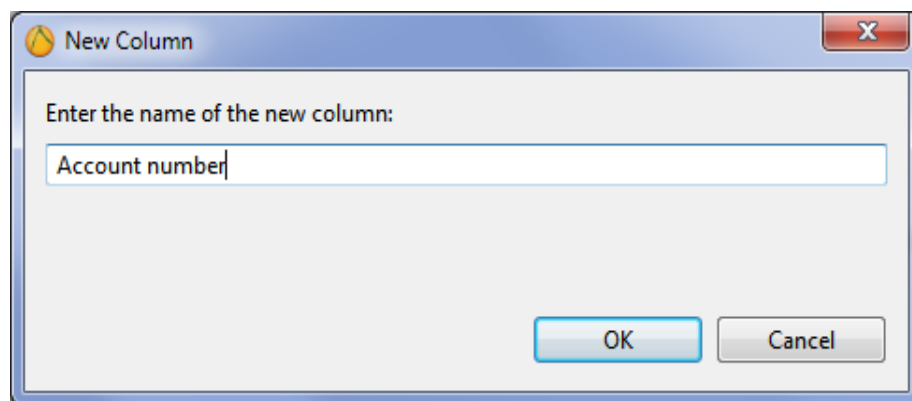 New Column
Enter the name of the new column:
Account number
OK
Cancel